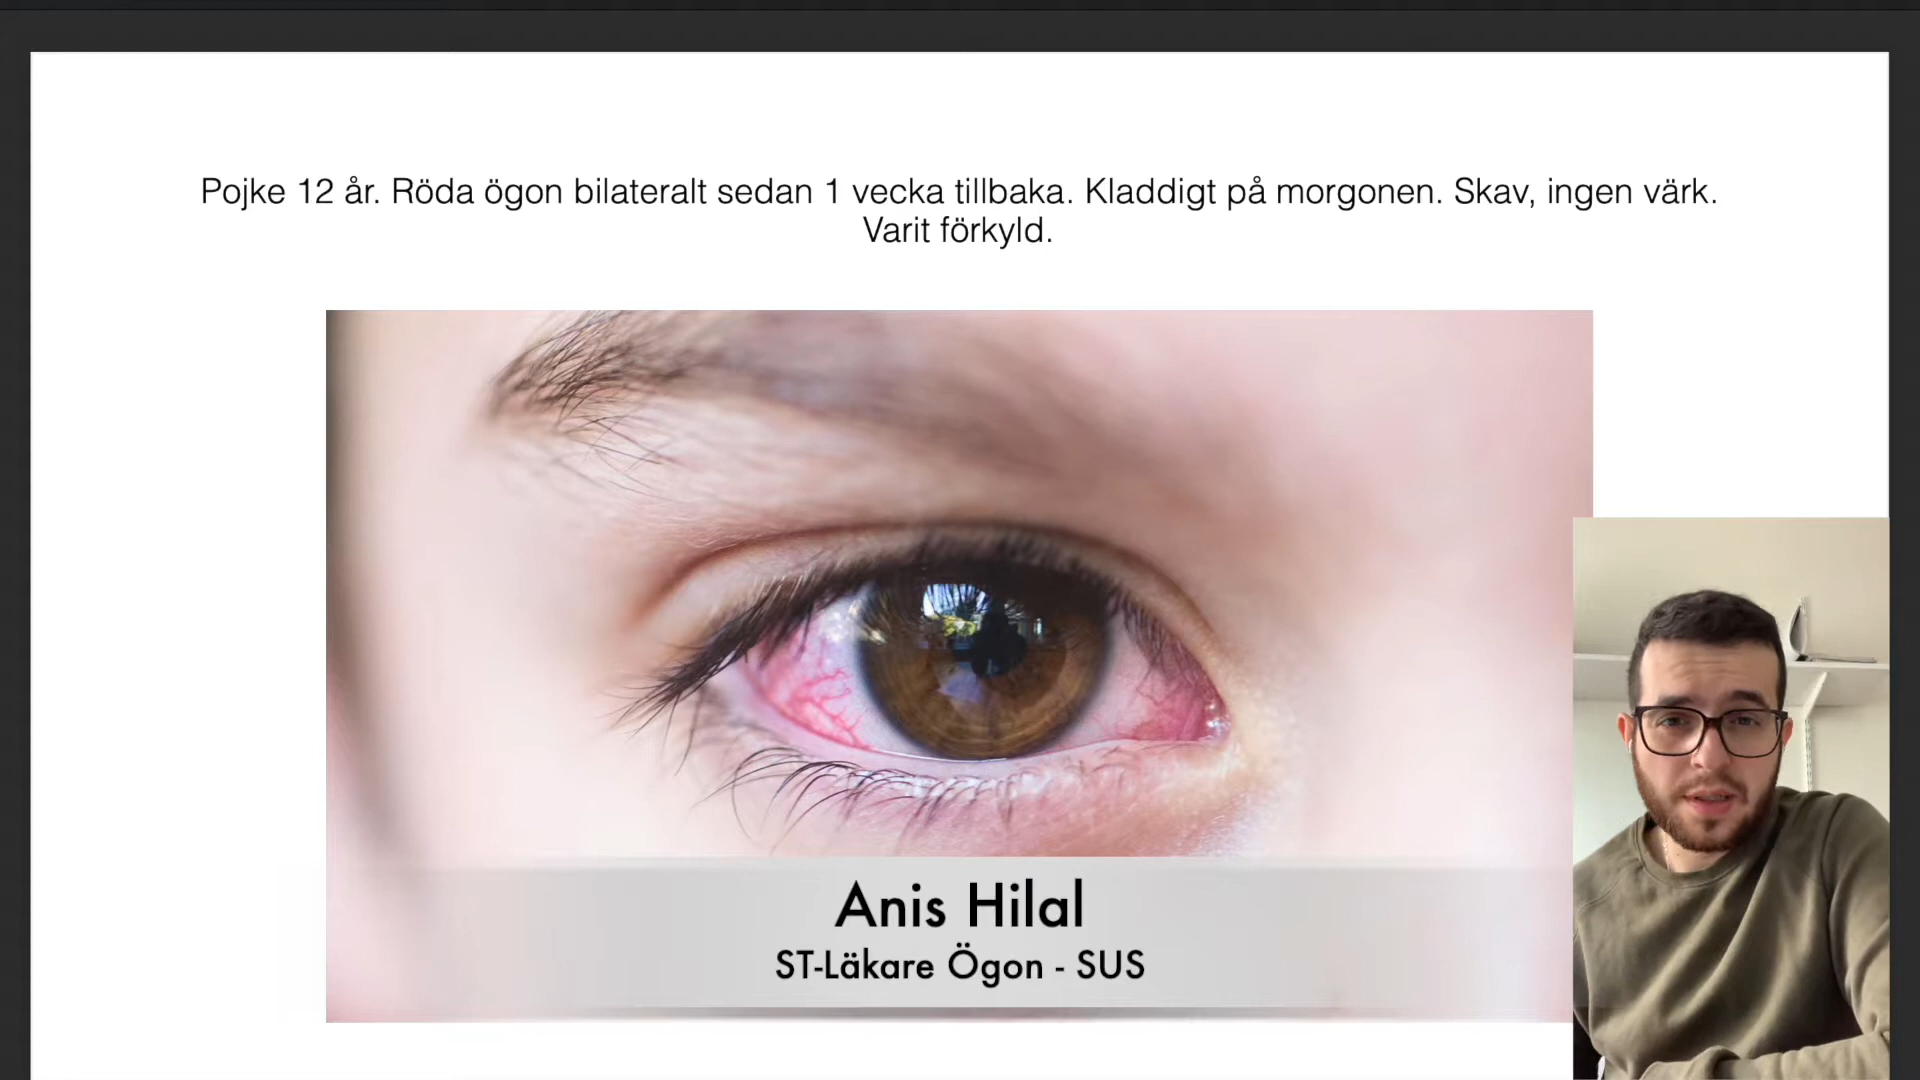 Pojke 12 år. Röda ögon bilateralt sedan 1 vecka tillbaka. Kladdigt på morgonen. Skav, ingen värk.
Varit förkyld.
Anis Hilal
ST-Läkare Ögon - SUS